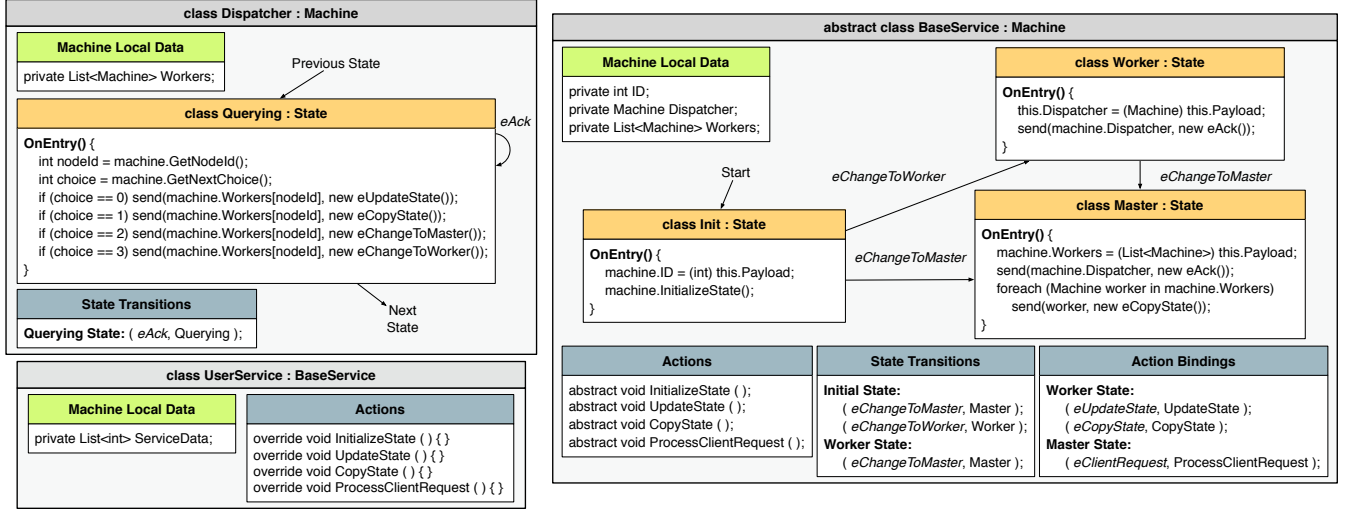 class Dispatcher : Machine
Machine Local Data
private List<Machine> Workers;
Previous State
class Querying : State
eAck
OnEntry() {
int nodeId = machine.GetNodeId();
int choice = machine.GetNextChoice();
if (choice == 0) send(machine.Workers[nodeId], new eUpdateState());
if (choice == 1) send(machine.Workers[nodeId], new eCopyState());
if (choice == 2) send(machine.Workers[nodeId], new eChangeToMaster());
if (choice == 3) send(machine.Workers[nodeId], new eChangeToWorker());
}
State Transitions
Querying State: ( eAck, Querying );
Next
State
class UserService : BaseService
Machine Local Data
private List<int> ServiceData;
Actions
override void InitializeState ( ) { }
override void UpdateState ( ) { }
override void CopyState ( ) { }
override void ProcessClientRequest ( ) { }
abstract class BaseService : Machine
Machine Local Data
private int ID;
private Machine Dispatcher;
private List<Machine> Workers;
class Worker : State
OnEntry() {
this.Dispatcher = (Machine) this.Payload;
send(machine.Dispatcher, new eAck());
}
Start
eChangeToWorker
eChangeToMaster
class Init : State
OnEntry() {
machine.ID = (int) this.Payload;
machine.InitializeState();
}
eChangeToMaster
class Master : State
OnEntry() {
machine.Workers = (List<Machine>) this.Payload;
send(machine.Dispatcher, new eAck());
foreach (Machine worker in machine.Workers)
send(worker, new eCopyState());
}
Actions
abstract void InitializeState ( );
abstract void UpdateState ( );
abstract void CopyState ( );
abstract void ProcessClientRequest ( );
State Transitions
Initial State:
( eChangeToMaster, Master );
( eChangeToWorker, Worker );
Worker State:
( eChangeToMaster, Master );
Action Bindings
Worker State:
( eUpdateState, UpdateState );
( eCopyState, CopyState );
Master State:
( eClientRequest, ProcessClientRequest );